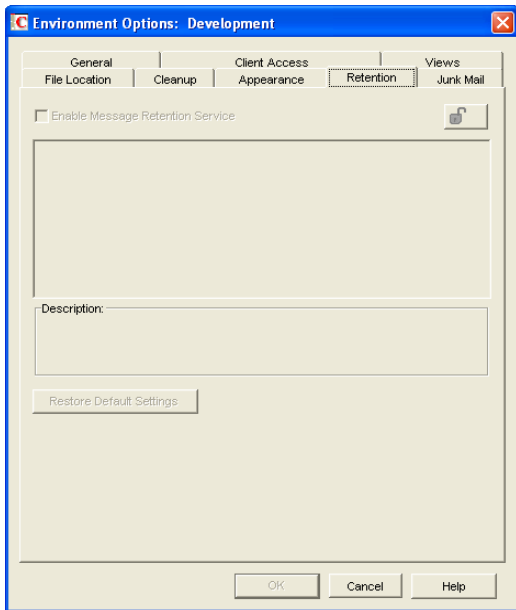 C Environment Options: Development
General Client Access Views
File Location Cleanup Appearance Retention Junk Mail
Enable Message Retention Service
Description:
Restore Default Settings
OK Cancel Help